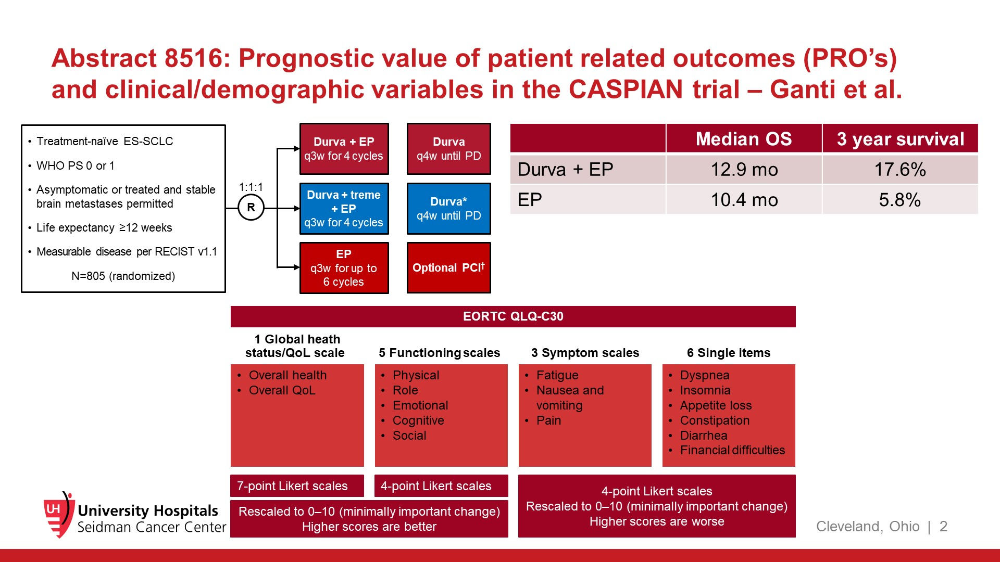 Abstract 8516: Prognostic value of patient related outcomes (PRO’s)
and clinical/demographic variables in the CASPIAN trial – Ganti et al.
• Treatment-naïve ES-SCLC
• WHO PS 0 or 1
• Asymptomatic or treated and stable
brain metastases permitted
• Life expectancy ≥12 weeks
• Measurable disease per RECIST v1.1
N=805 (randomized)
1:1:1
R
Durva + EP
q3w for 4 cycles
Durva
q4w until PD
Durva + treme
+ EP
q3w for 4 cycles
Durva*
q4w until PD
EP
q3w for up to
6 cycles
Optional PCI†
Median OS 3 year survival
Durva + EP 12.9 mo 17.6%
EP 10.4 mo 5.8%
EORTC QLQ-C30
1 Global heath
status/QoL scale
• Overall health
• Overall QoL
5 Functioning scales
• Physical
• Role
• Emotional
• Cognitive
• Social
3 Symptom scales
• Fatigue
• Nausea and
vomiting
• Pain
6 Single items
• Dyspnea
• Insomnia
• Appetite loss
• Constipation
• Diarrhea
• Financial difficulties
7-point Likert scales
4-point Likert scales
Rescaled to 0–10 (minimally important change)
Higher scores are better
4-point Likert scales
Rescaled to 0–10 (minimally important change)
Higher scores are worse
UH
University Hospitals
Seidman Cancer Center
Cleveland, Ohio | 2